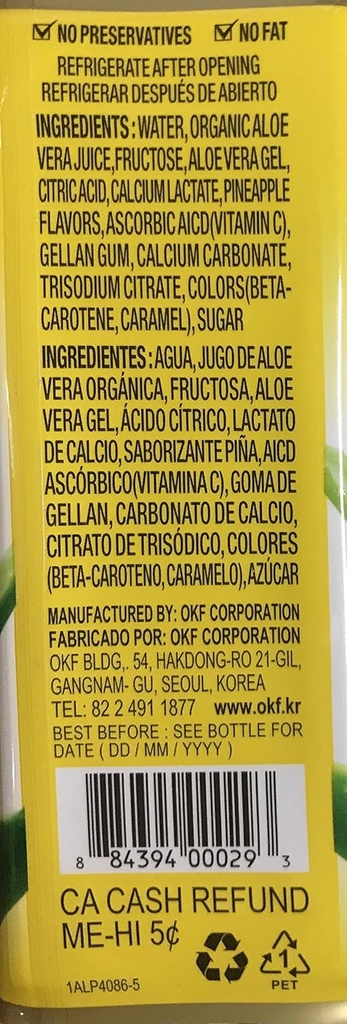 NO PRESERVATIVES NO FAT
REFRIGERATE AFTER OPENING
REFRIGERAR DESPUÉS DE ABIERTO
INGREDIENTS : WATER, ORGANIC ALOE
VERA JUICE, FRUCTOSE, ALOE VERA GEL,
CITRIC ACID, CALCIUM LACTATE, PINEAPPLE
FLAVORS, ASCORBIC AICD(VITAMIN C),
GELLAN GUM, CALCIUM CARBONATE,
TRISODIUM CITRATE, COLORS(BETA-
CAROTENE, CARAMEL), SUGAR
INGREDIENTES : AGUA, JUGO DE ALOE
VERA ORGÁNICA, FRUCTOSA, ALOE
VERA GEL, ÁCIDO CÍTRICO, LACTATO
DE CALCIO, SABORIZANTE PIÑA, AICD
ASCÓRBICO(VITAMINA C), GOMA DE
GELLAN, CARBONATO DE CALCIO,
CITRATO DE TRISÓDICO, COLORES
(BETA-CAROTENO, CARAMELO), AZÚCAR
MANUFACTURED BY: OKF CORPORATION
FABRICADO POR: OKF CORPORATION
OKF BLDG,. 54, HAKDONG-RO 21-GIL,
GANGNAM- GU, SEOUL, KOREA
TEL: 82 2 491 1877 www.okf.kr
BEST BEFORE : SEE BOTTLE FOR
DATE ( DD / MM / YYYY )
8 84394 00029 3
CA CASH REFUND
ME-HI 5¢
1
PET
1ALP4086-5